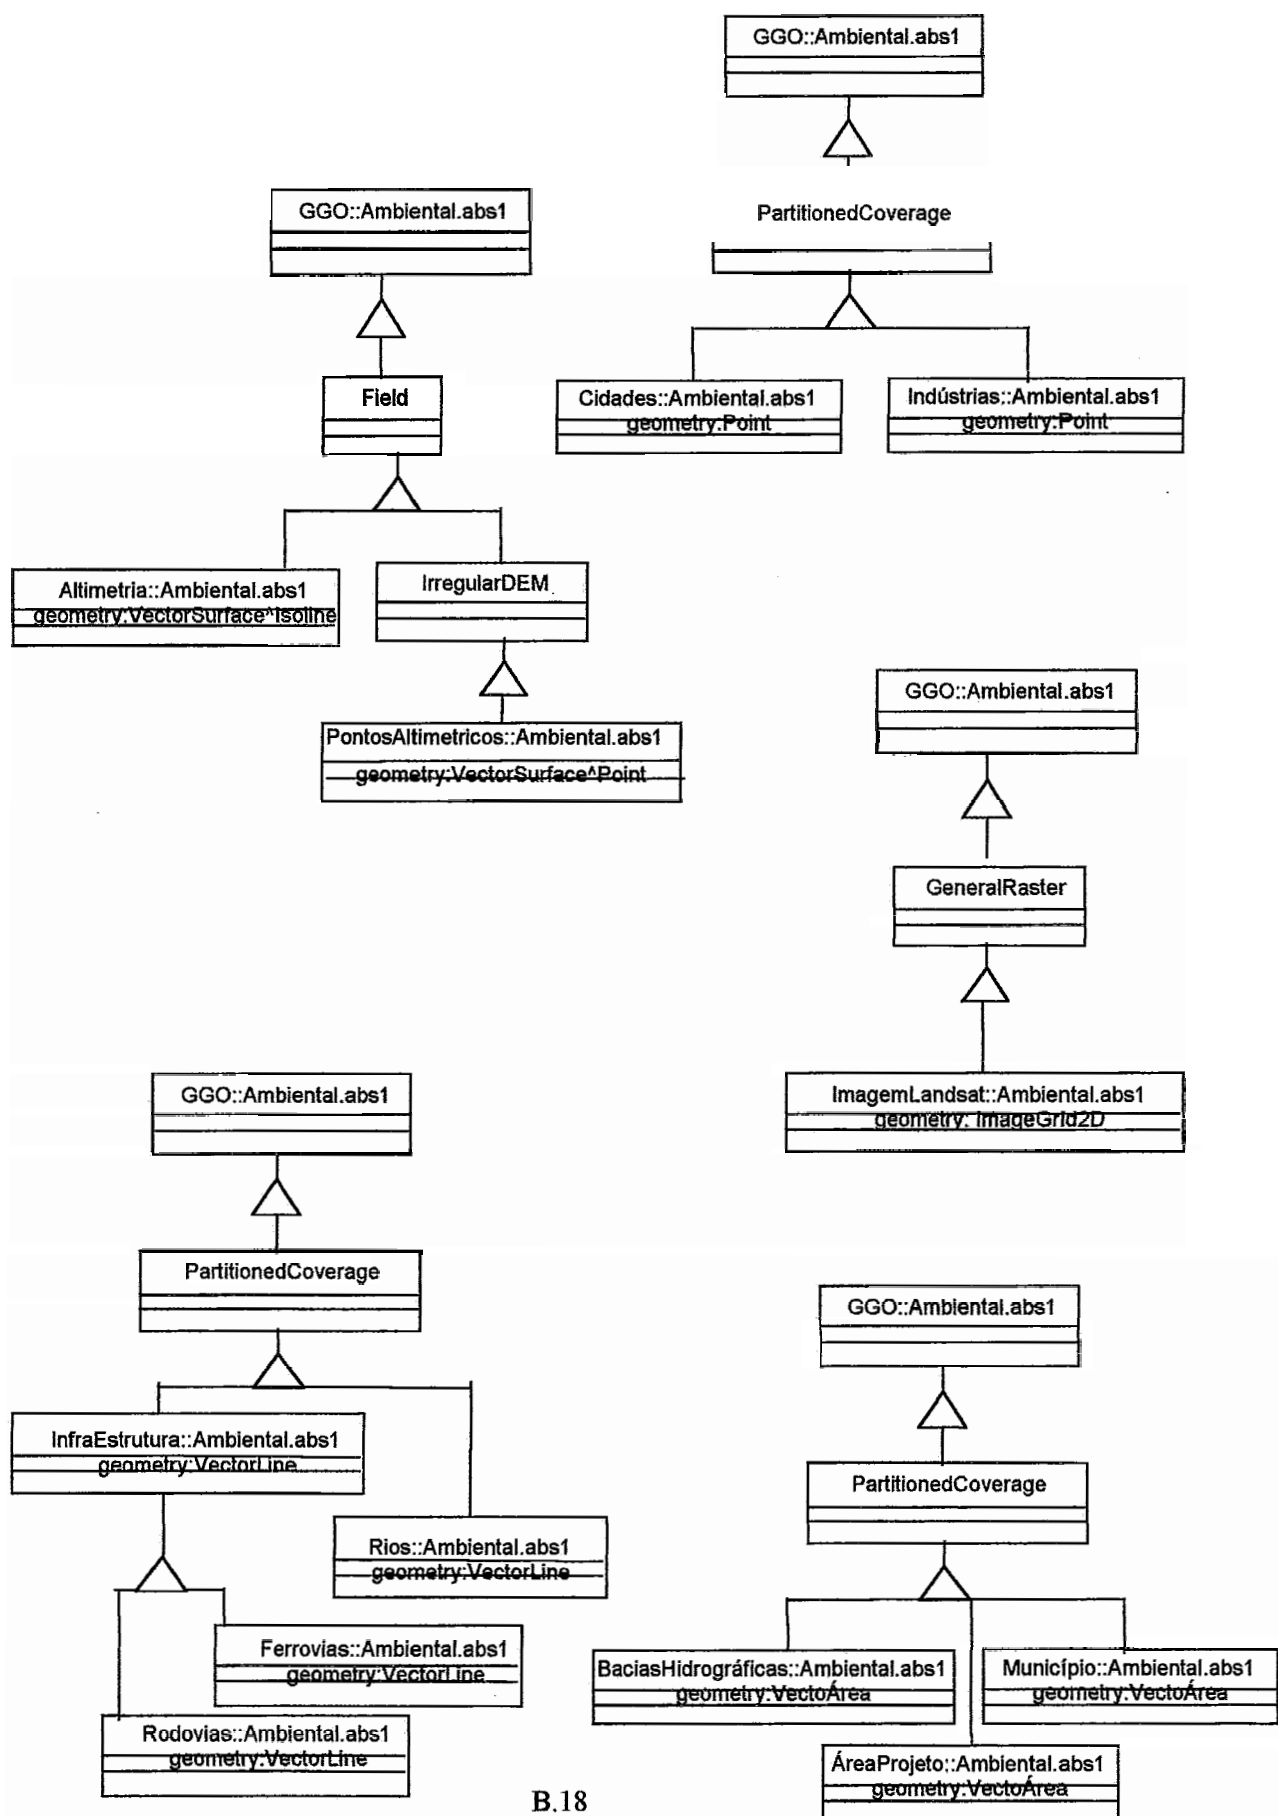 GGO::Ambiental.abs1
PartitionedCoverage
Cidades::Ambiental.abs1
geometry:Point
Indústrias::Ambiental.abs1
geometry:Point
GGO::Ambiental.abs1
Field
Altimetria::Ambiental.abs1
geometry:VectorSurface^Isoline
IrregularDEM
PontosAltimetricos::Ambiental.abs1
geometry:VectorSurface^Point
GGO::Ambiental.abs1
GeneralRaster
ImagemLandsat::Ambiental.abs1
geometry: ImageGrid2D
GGO::Ambiental.abs1
PartitionedCoverage
InfraEstrutura::Ambiental.abs1
geometry:VectorLine
Rios::Ambiental.abs1
geometry:VectorLine
Ferrovias::Ambiental.abs1
geometry:VectorLine
Rodovias::Ambiental.abs1
geometry:VectorLine
GGO::Ambiental.abs1
PartitionedCoverage
BaciasHidrográficas::Ambiental.abs1
geometry:VectoÁrea
Município::Ambiental.abs1
geometry:VectoÁrea
ÁreaProjeto::Ambiental.abs1
geometry:VectoÁrea
B.18